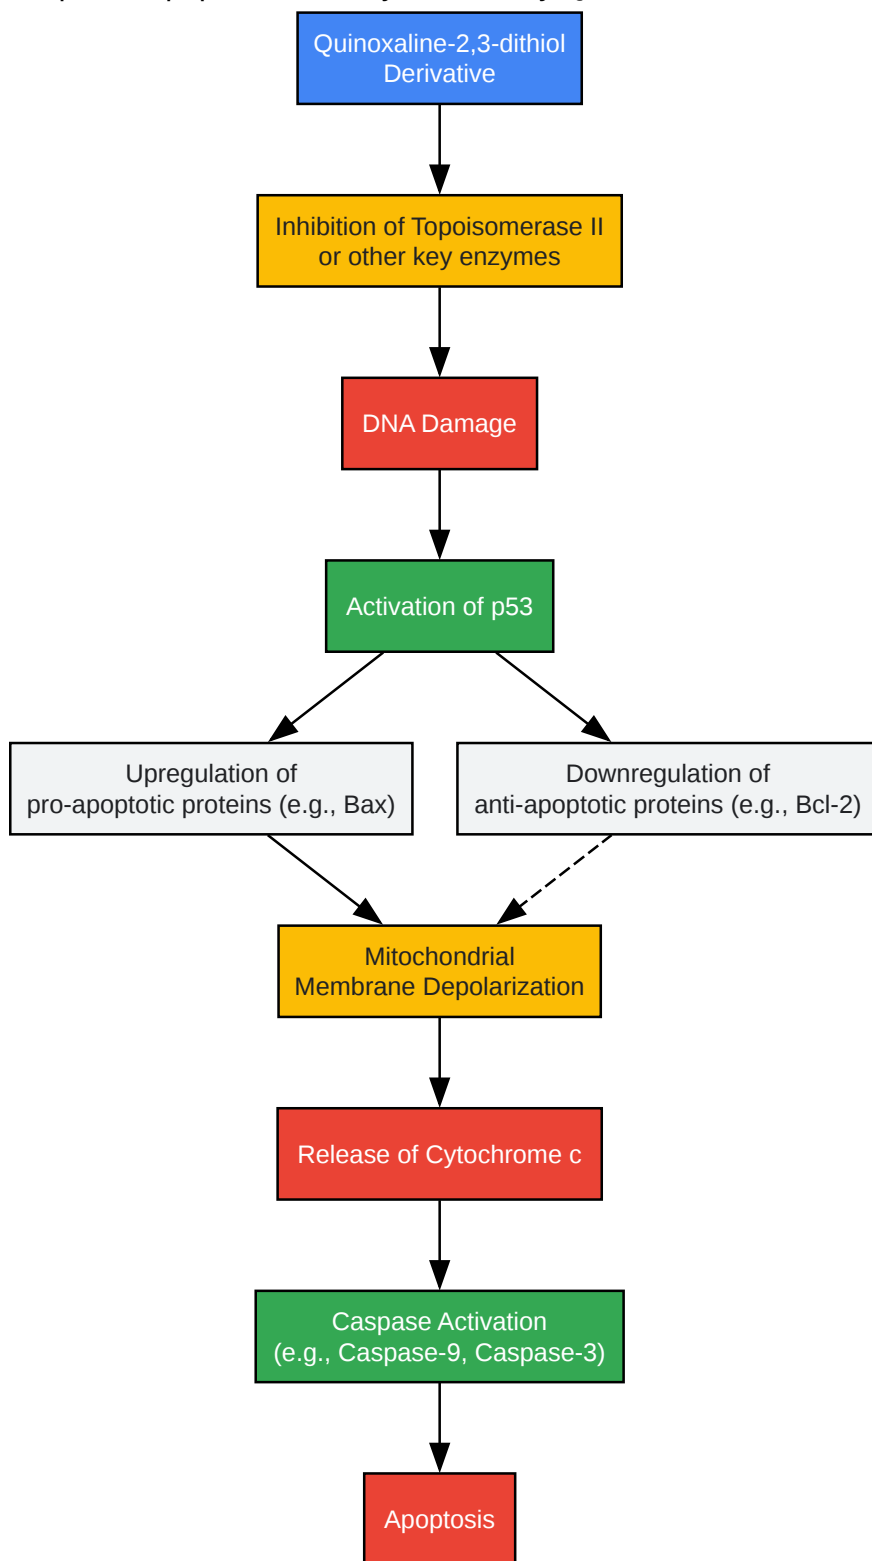 Quinoxaline-2,3-dithiol
Derivative
Inhibition of Topoisomerase II
or other key enzymes
DNA Damage
Activation of p53
Upregulation of
pro-apoptotic proteins (e.g., Bax)
Downregulation of
anti-apoptotic proteins (e.g., Bcl-2)
Mitochondrial
Membrane Depolarization
Release of Cytochrome c
Caspase Activation
(e.g., Caspase-9, Caspase-3)
Apoptosis